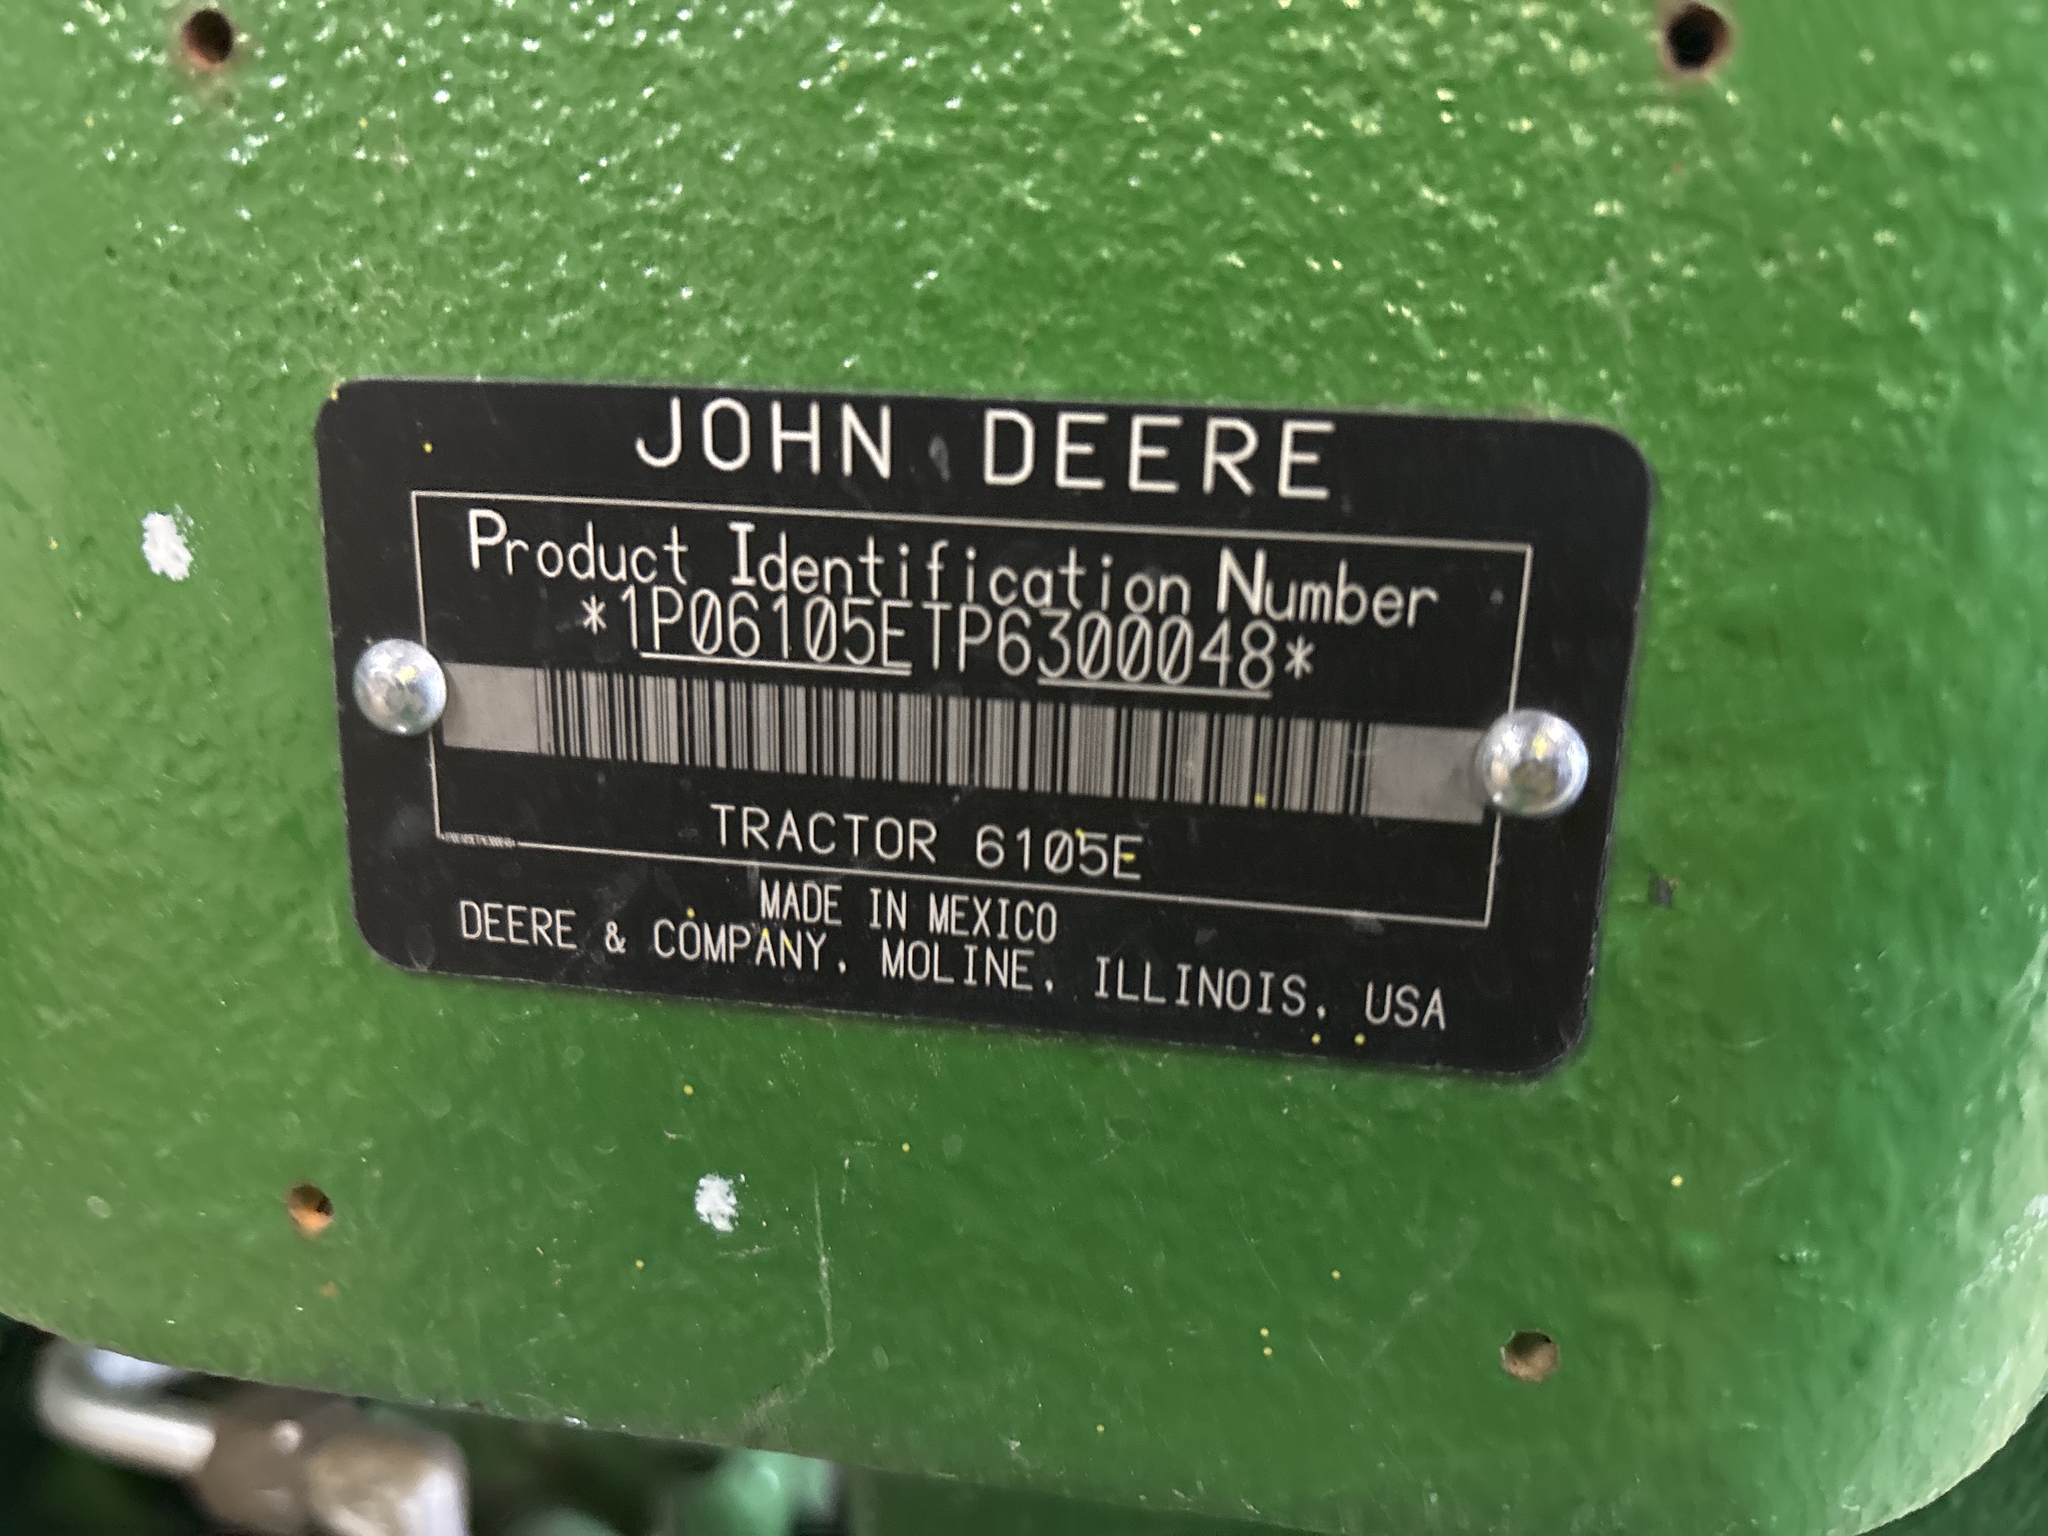 JOHN DEERE
Product Identification Number
*1P06105ETP6300048*
TRACTOR 6105E
MADE IN MEXICO
DEERE & COMPANY, MOLINE, ILLINOIS, USA